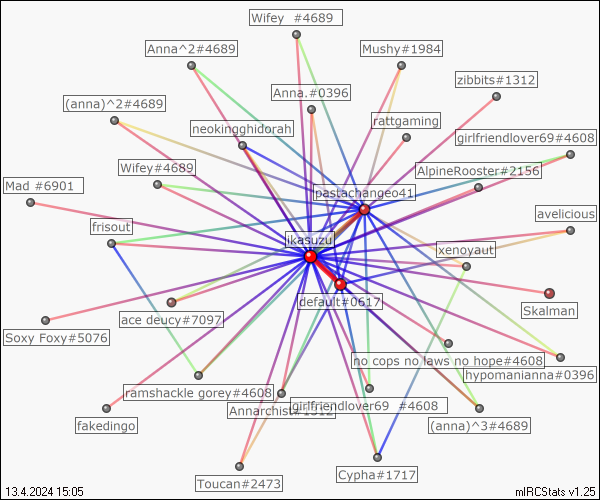 Wifey #4689
Anna^2#4689
Mushy#1984
zibbits#1312
Anna.#0396
(anna)^2#4689
rattgaming
neokingghidorah
girlfriendlover69#4608
Wifey#4689
AlpineRooster#2156
Mad #6901
pastachangeo41
avelicious
frisout
ikasuzu
xenoyaut
default#0617
Skalman
ace deucy#7097
Soxy Foxy#5076
no cops no laws no hope#4608
hypomanianna#0396
ramshackle gorey#4608
Annarchist#1312
girlfriendlover69 #4608
fakedingo
(anna)^3#4689
Toucan#2473
Cypha#1717
13.4.2024 15:05
mIRCStats v1.25